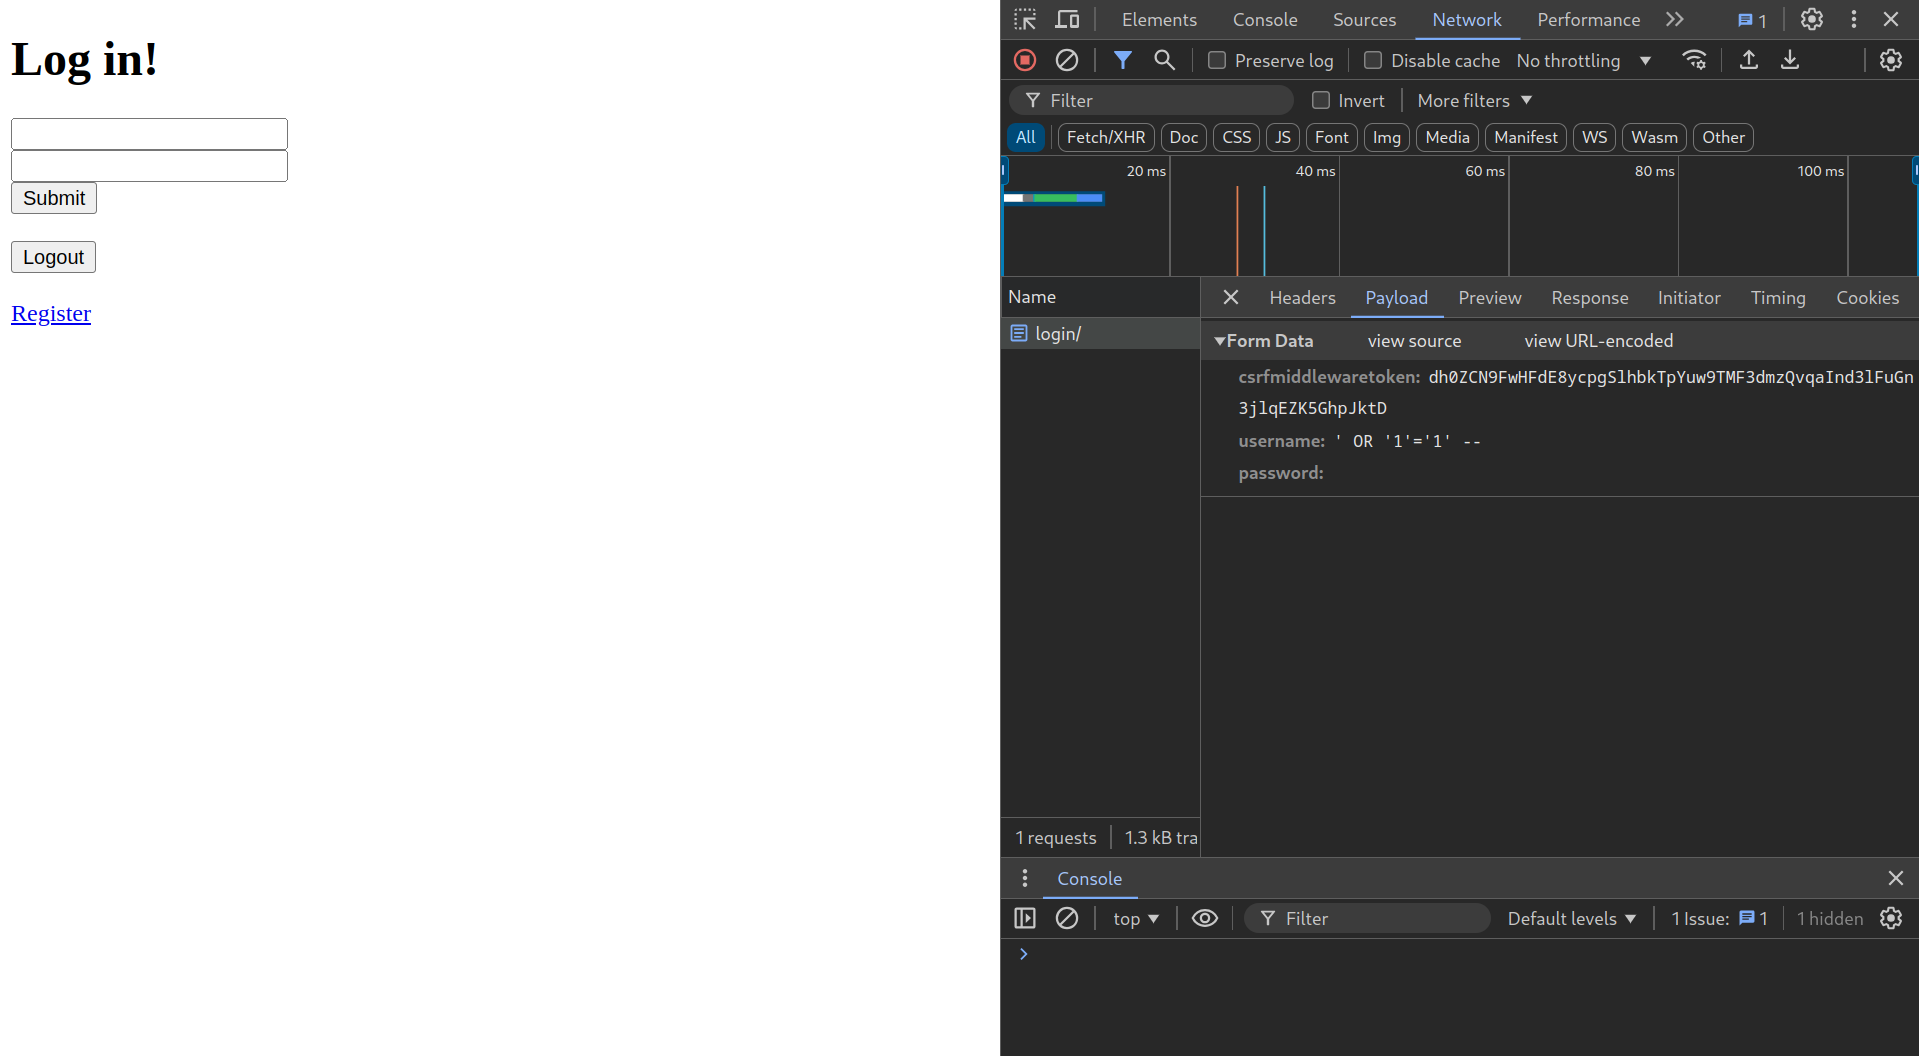 Log in!
Submit
Logout
Register
Elements Console Sources Network Performance 1
Preserve log Disable cache No throttling
Filter Invert More filters
All Fetch/XHR Doc CSS JS Font Img Media Manifest WS Wasm Other
20 ms 40 ms 60 ms 80 ms 100 ms
Name
login/
Headers Payload Preview Response Initiator Timing Cookies
Form Data view source view URL-encoded
csrfmiddlewaretoken: dh0ZCN9FwHFdE8ycpgSlhbkTpYuw9TMF3dmzQvqaInd3lFuGn
3jlqEZK5GhpJktD
username: ' OR '1'='1' --
password:
1 requests 1.3 kB tra
Console
top Filter Default levels 1 Issue: 1 1 hidden